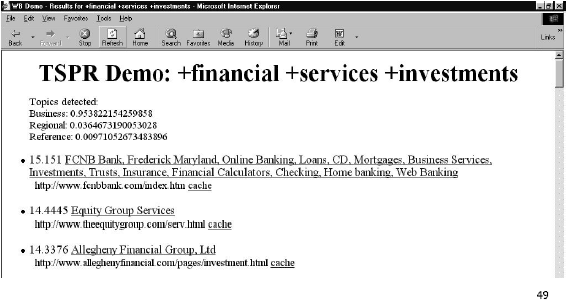 WB Demo - Results for +financial +services +investments - Microsoft Internet Explorer
File Edit View Favorites Tools Help
Back Forward Stop Refresh Home Search Favorites Media History Mail Print Edit Links
TSPR Demo: +financial +services +investments
Topics detected:
Business: 0.953822154259858
Regional: 0.0364673190053028
Reference: 0.00971052673483896
• 15.151 FCNB Bank, Frederick Maryland, Online Banking, Loans, CD, Mortgages, Business Services,
Investments, Trusts, Insurance, Financial Calculators, Checking, Home banking, Web Banking
http://www.fcnbbank.com/index.htm cache
• 14.4445 Equity Group Services
http://www.theequitygroup.com/serv.html cache
• 14.3376 Allegheny Financial Group, Ltd
http://www.alleghenyfinancial.com/pages/investment.html cache
49